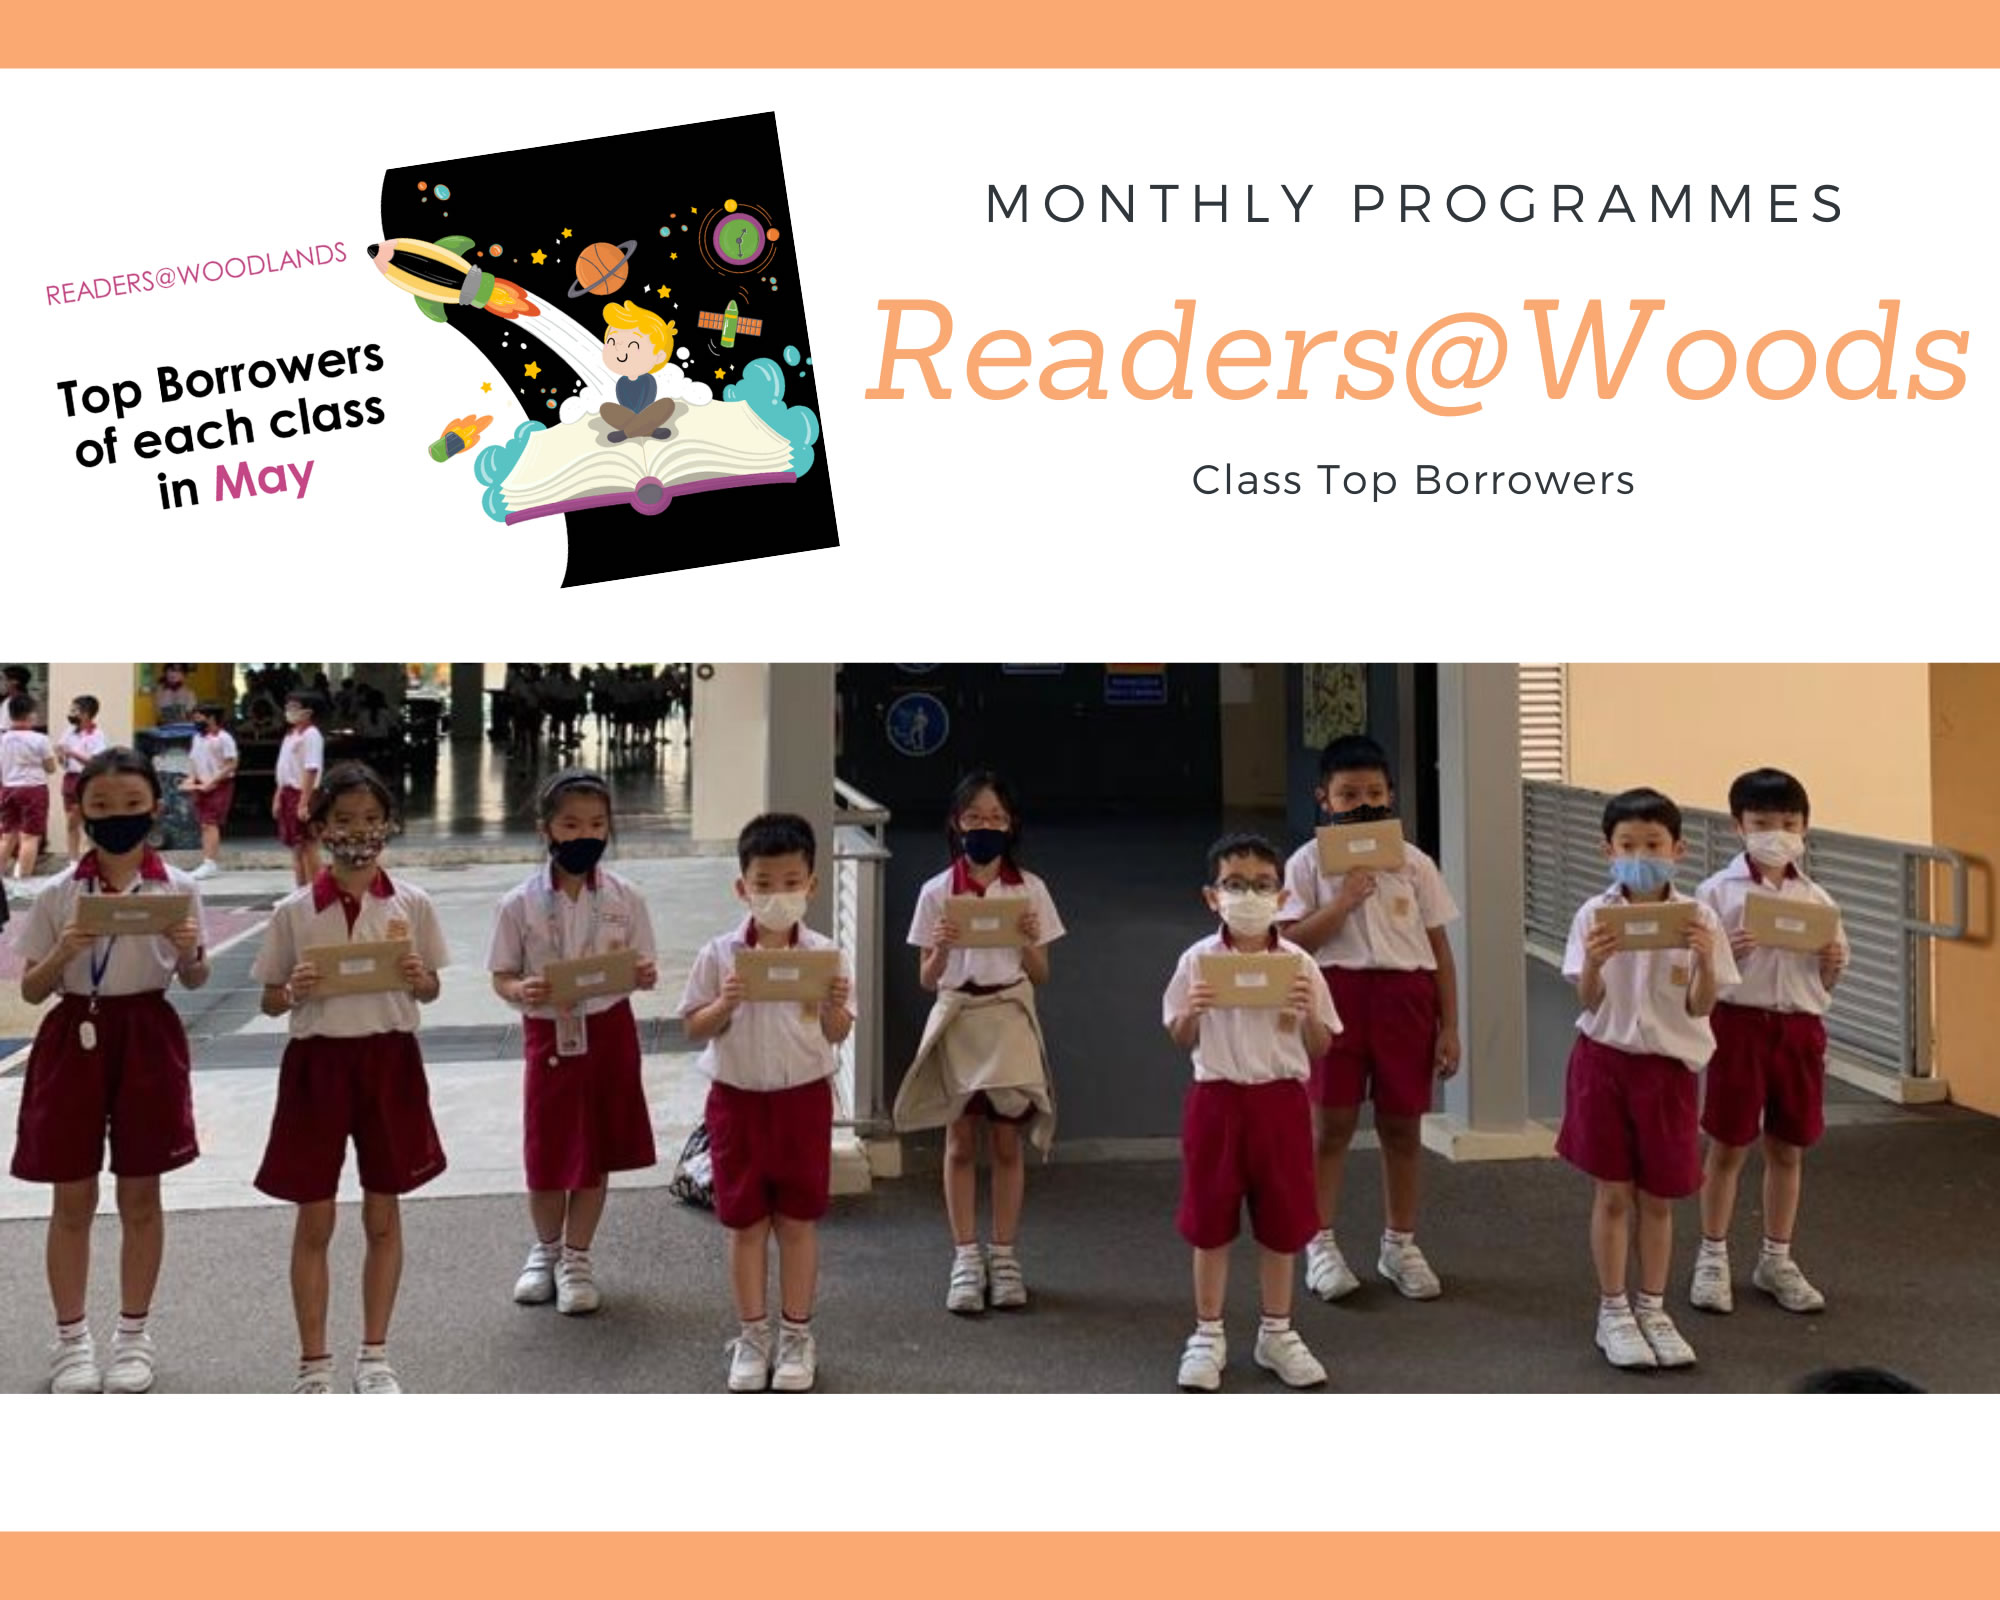 READERS@WOODLANDS
Top Borrowers
of each class
in May
MONTHLY PROGRAMMES
Readers@Woods
Class Top Borrowers